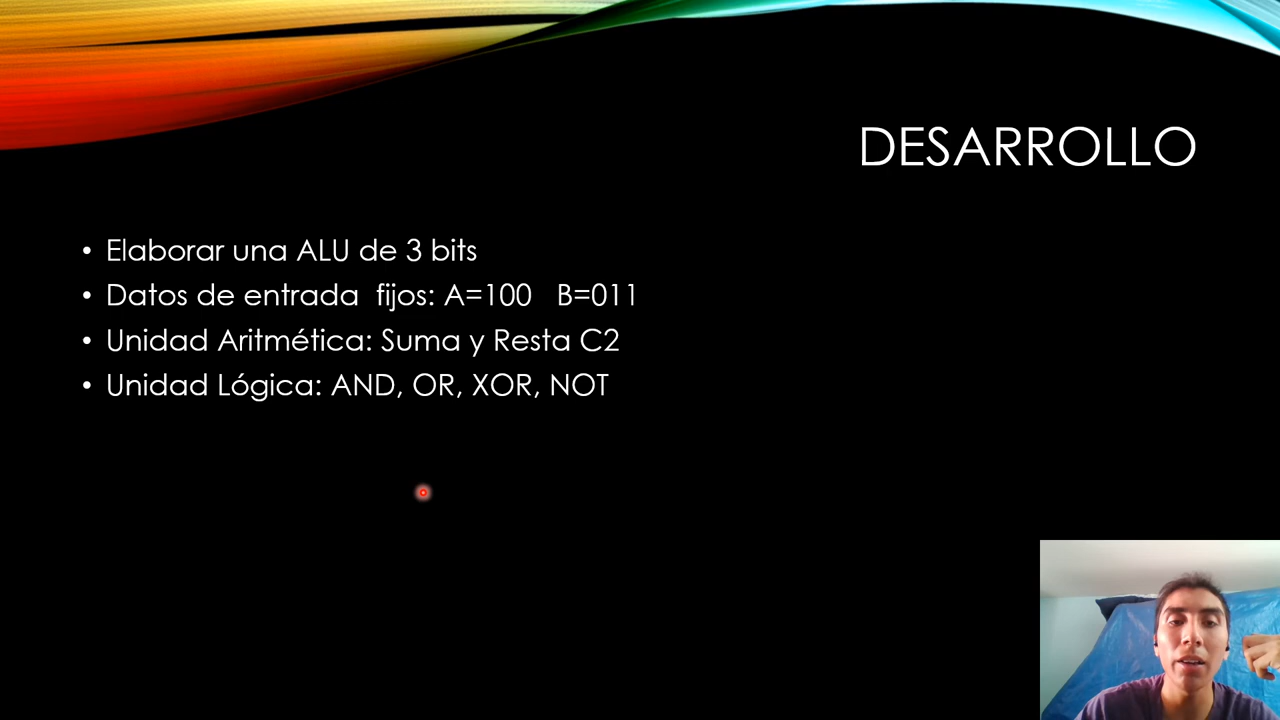 DESARROLLO
• Elaborar una ALU de 3 bits
• Datos de entrada  fijos: A=100   B=011
• Unidad Aritmética: Suma y Resta C2
• Unidad Lógica: AND, OR, XOR, NOT